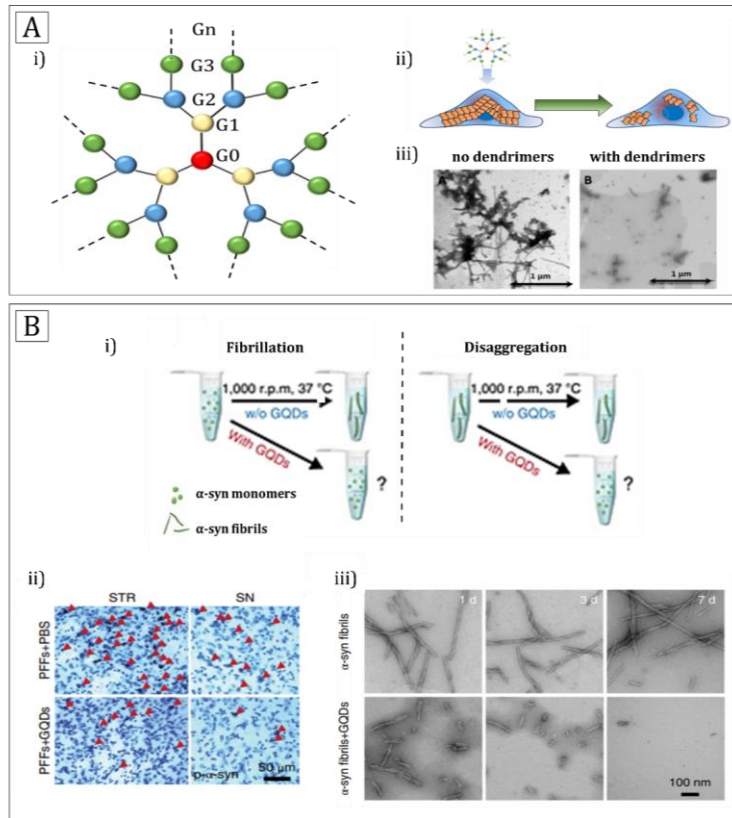 A
i)
Gn
G3
G2
G1
G0
ii)
iii)
no dendrimers
with dendrimers
A
B
1 µm
1 µm
B
i)
Fibrillation
Disaggregation
1,000 r.p.m, 37 °C
w/o GQDs
With GQDs
?
1,000 r.p.m, 37 °C
w/o GQDs
With GQDs
?
α-syn monomers
α-syn fibrils
ii)
STR
SN
PFFs+PBS
PFFs+GQDs
p-α-syn
50 µm
iii)
α-syn fibrils
1 d
3 d
7 d
α-syn fibrils+GQDs
100 nm